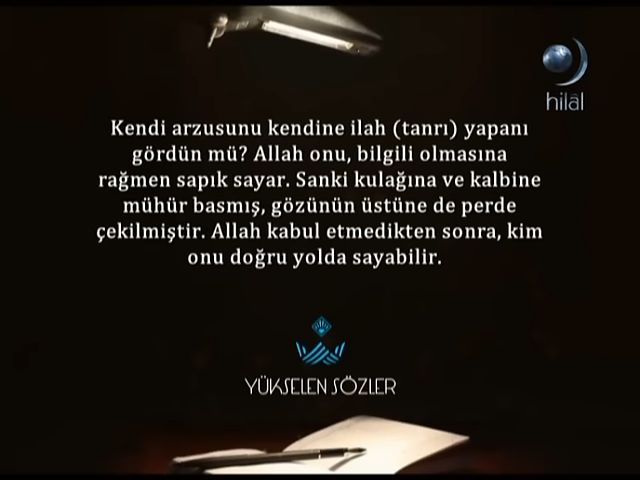 hilâl
Kendi arzusunu kendine ilah (tanrı) yapanı
gördün mü? Allah onu, bilgili olmasına
rağmen sapık sayar. Sanki kulağına ve kalbine
mühür basmış, gözünün üstüne de perde
çekilmiştir. Allah kabul etmedikten sonra, kim
onu doğru yolda sayabilir.
YÜKSELEN SÖZLER